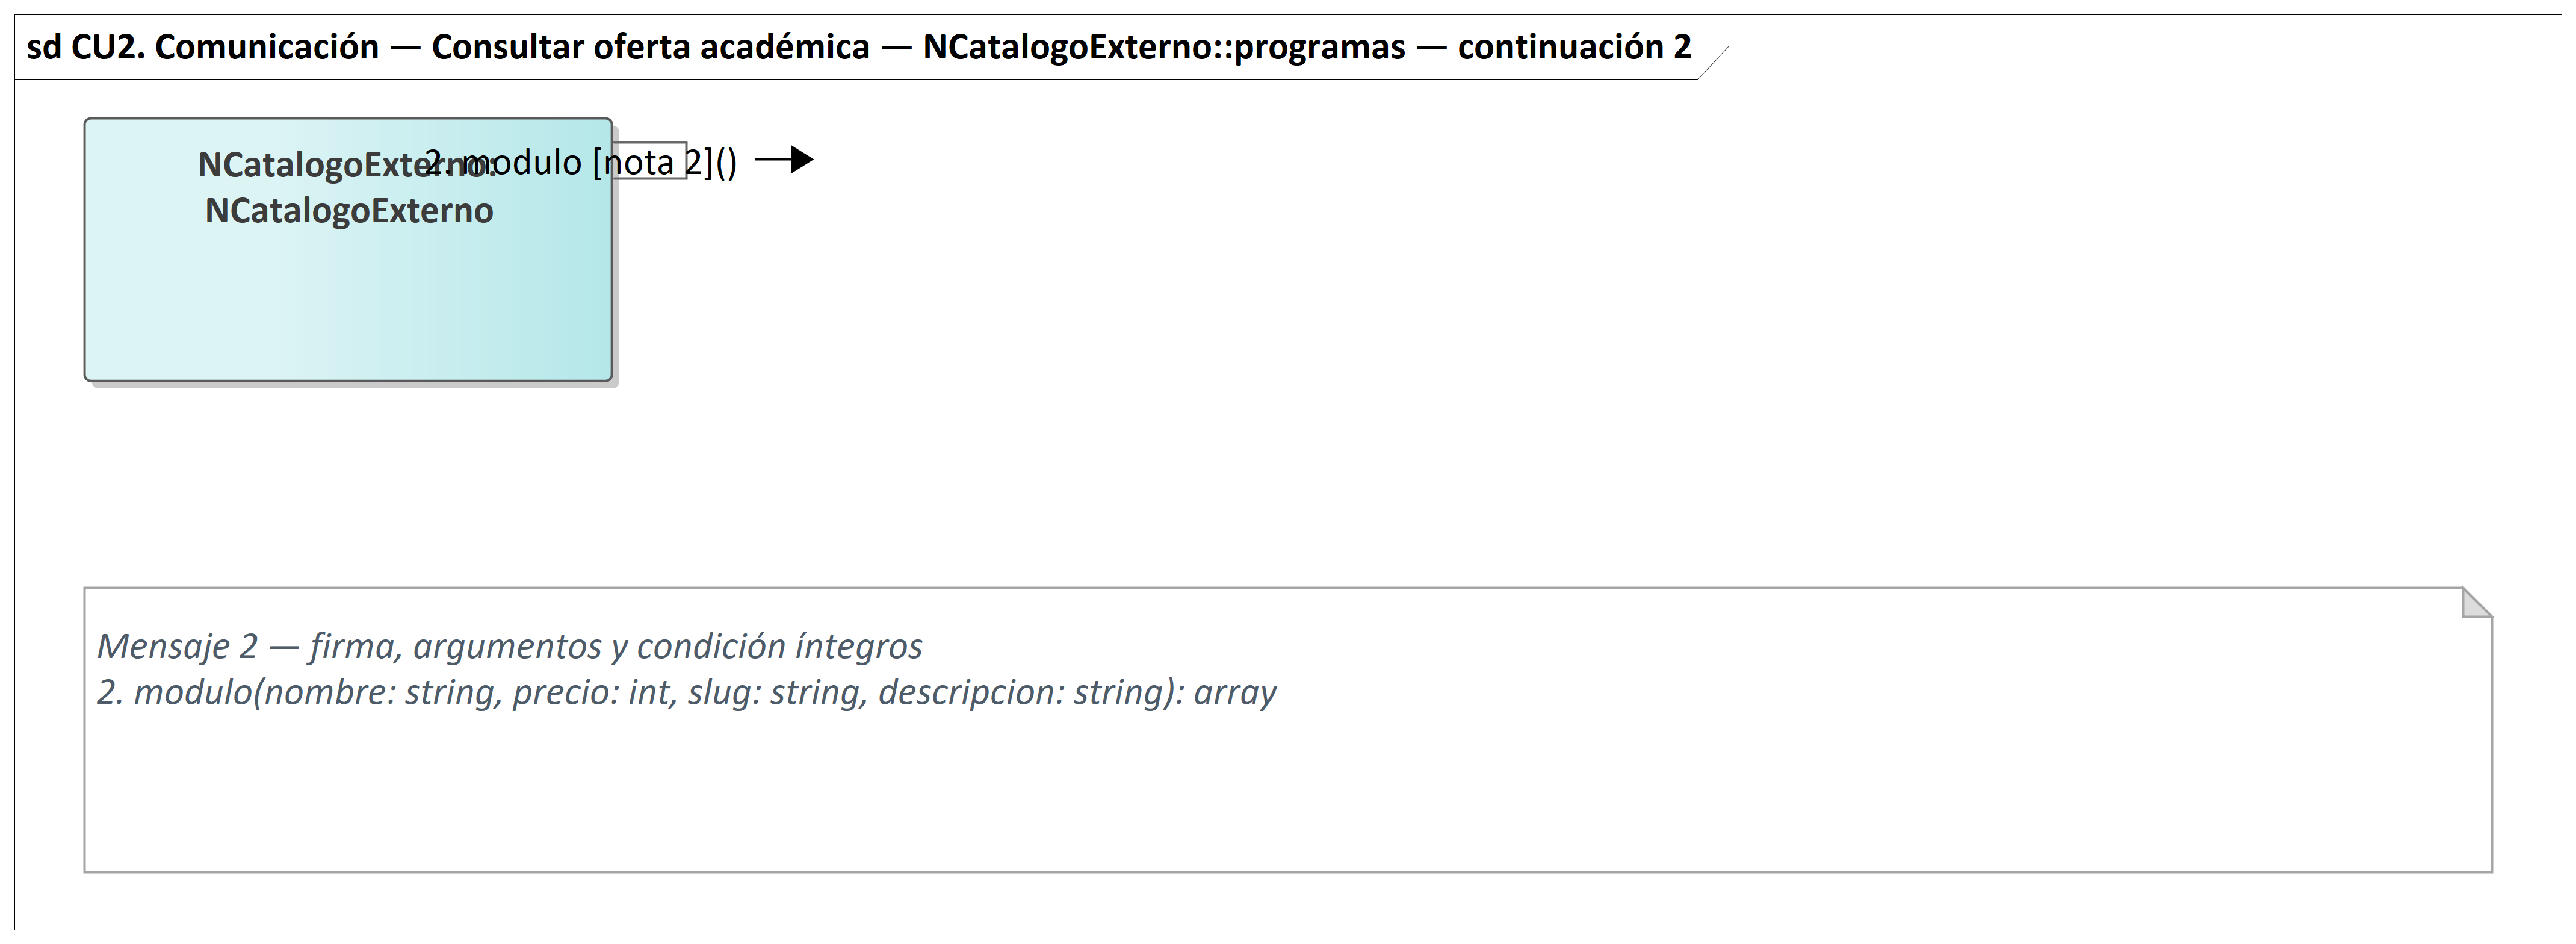 sd CU2. Comunicación — Consultar oferta académica — NCatalogoExterno::programas — continuación 2
NCatalogoExterno:
NCatalogoExterno
2. modulo [nota 2]()
Mensaje 2 — firma, argumentos y condición íntegros
2. modulo(nombre: string, precio: int, slug: string, descripcion: string): array